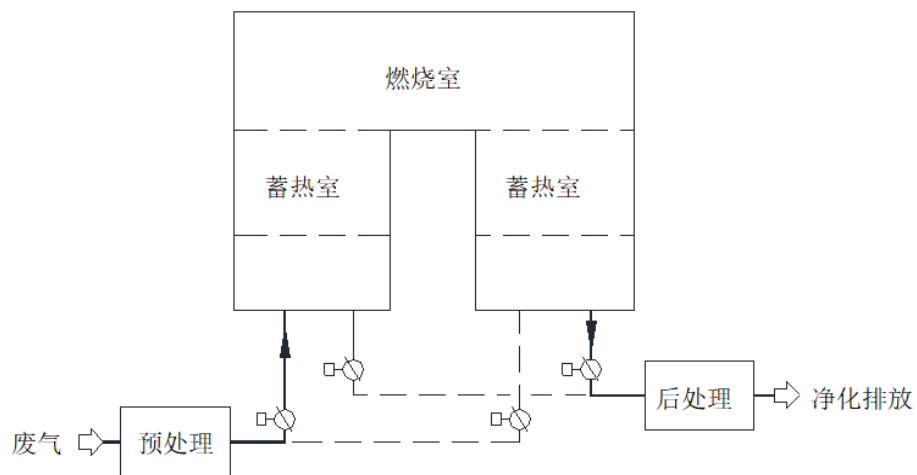 燃烧室
蓄热室
蓄热室
后处理
净化排放
废气
预处理